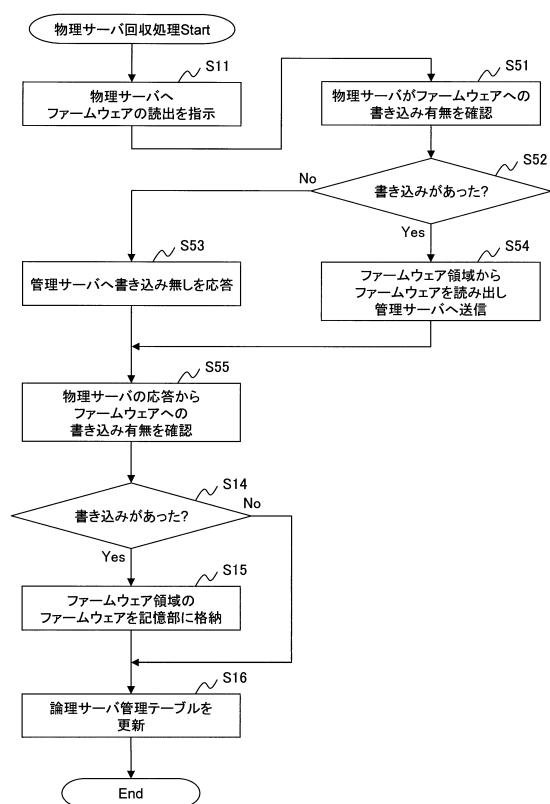 物理サーバ回収処理Start
S11
物理サーバへ
ファームウェアの読出を指示
S51
物理サーバがファームウェアへの
書き込み有無を確認
S52
書き込みがあった?
No
Yes
S53
管理サーバへ書き込み無しを応答
S54
ファームウェア領域から
ファームウェアを読み出し
管理サーバへ送信
S55
物理サーバの応答から
ファームウェアへの
書き込み有無を確認
S14
書き込みがあった?
No
Yes
S15
ファームウェア領域の
ファームウェアを記憶部に格納
S16
論理サーバ管理テーブルを
更新
End